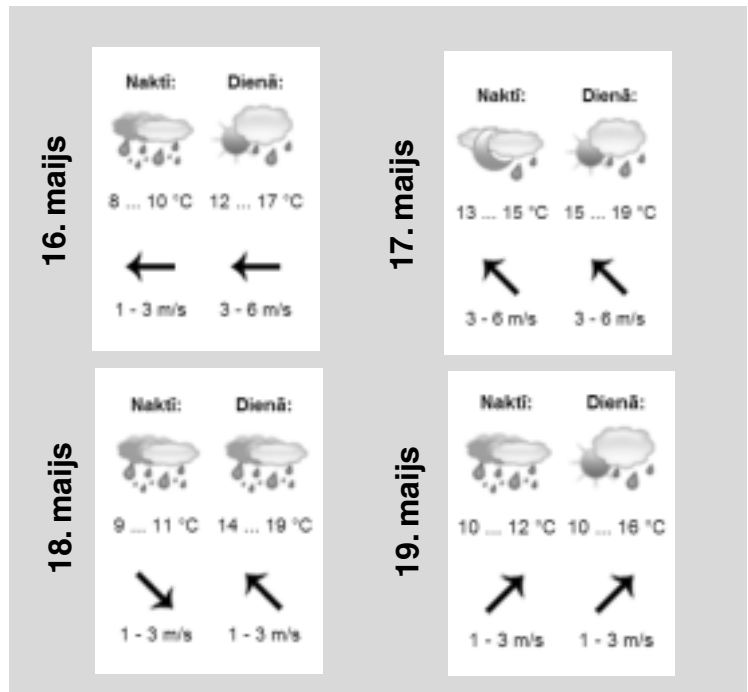 16. maijs
Naktī: Dienā:
8 ... 10 °C 12 ... 17 °C
1 - 3 m/s 3 - 6 m/s
17. maijs
Naktī: Dienā:
13 ... 15 °C 15 ... 19 °C
3 - 6 m/s 3 - 6 m/s
18. maijs
Naktī: Dienā:
9 ... 11 °C 14 ... 19 °C
1 - 3 m/s 1 - 3 m/s
19. maijs
Naktī: Dienā:
10 ... 12 °C 10 ... 16 °C
1 - 3 m/s 1 - 3 m/s